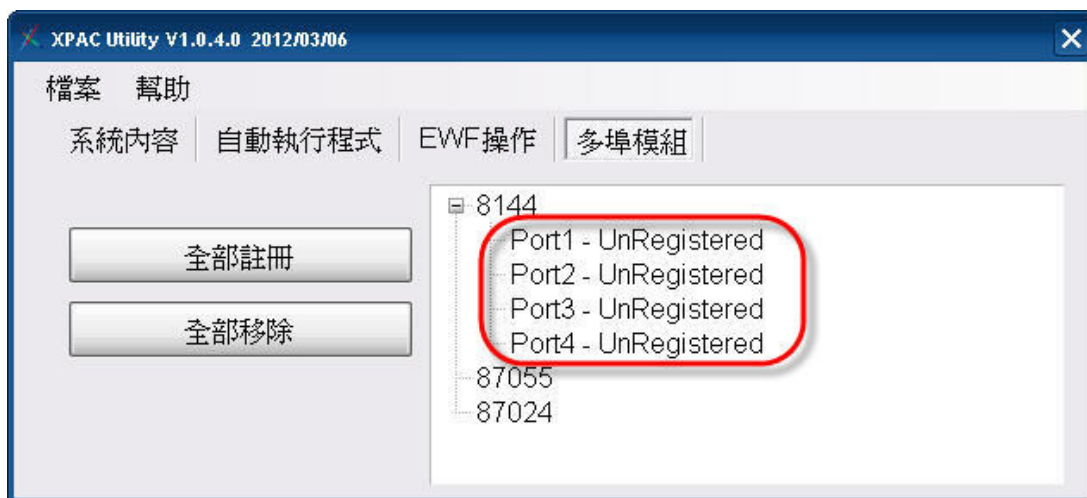 XPAC Utility V1.0.4.0 2012/03/06
檔案 幫助
系統內容 自動執行程式 EWF操作 多埠模組
全部註冊
全部移除
8144
Port1 - UnRegistered
Port2 - UnRegistered
Port3 - UnRegistered
Port4 - UnRegistered
87055
87024